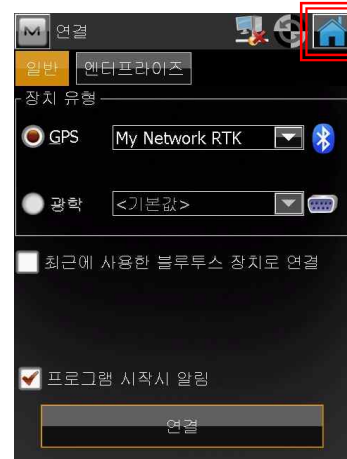 M 연결
일반 엔터프라이즈
장치 유형
GPS My Network RTK
광학 <기본값>
최근에 사용한 블루투스 장치로 연결
프로그램 시작시 알림
연결